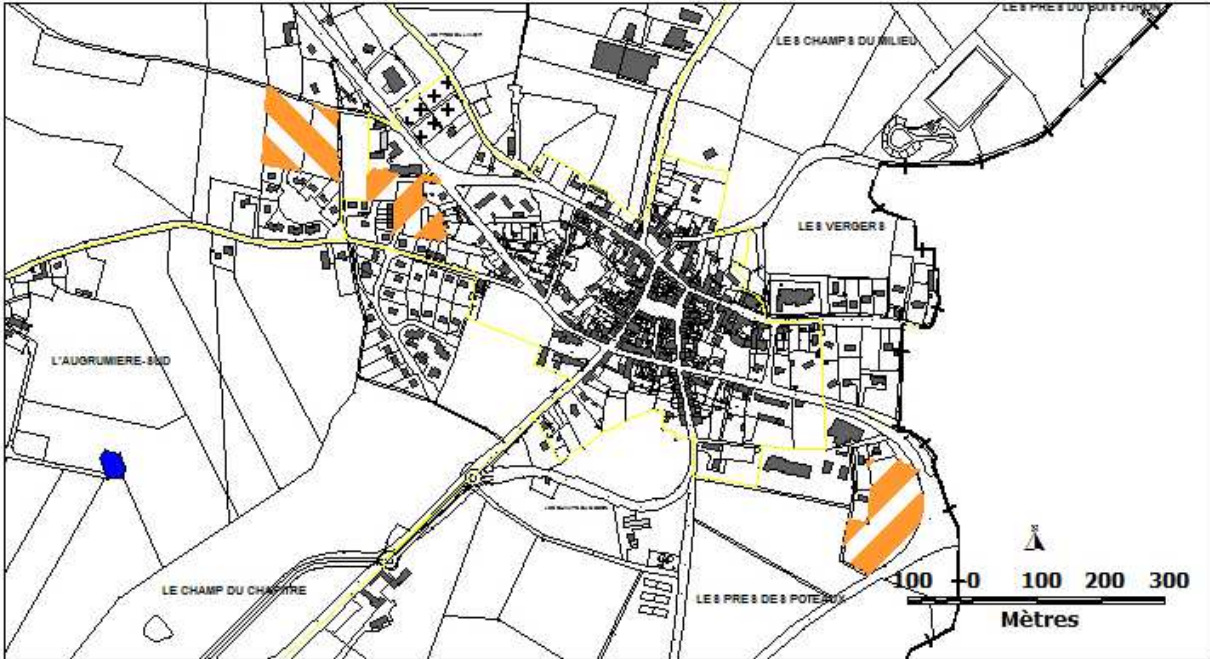 LES PRES DU BOIS FURON
LES CHAMPS DU MILIEU
LES VERGERS
L'AUGRUMIERE-SUD
LE CHAMP DU CHAPITRE
LES PRES DES POTEAUX
N
100 0 100 200 300
Mètres